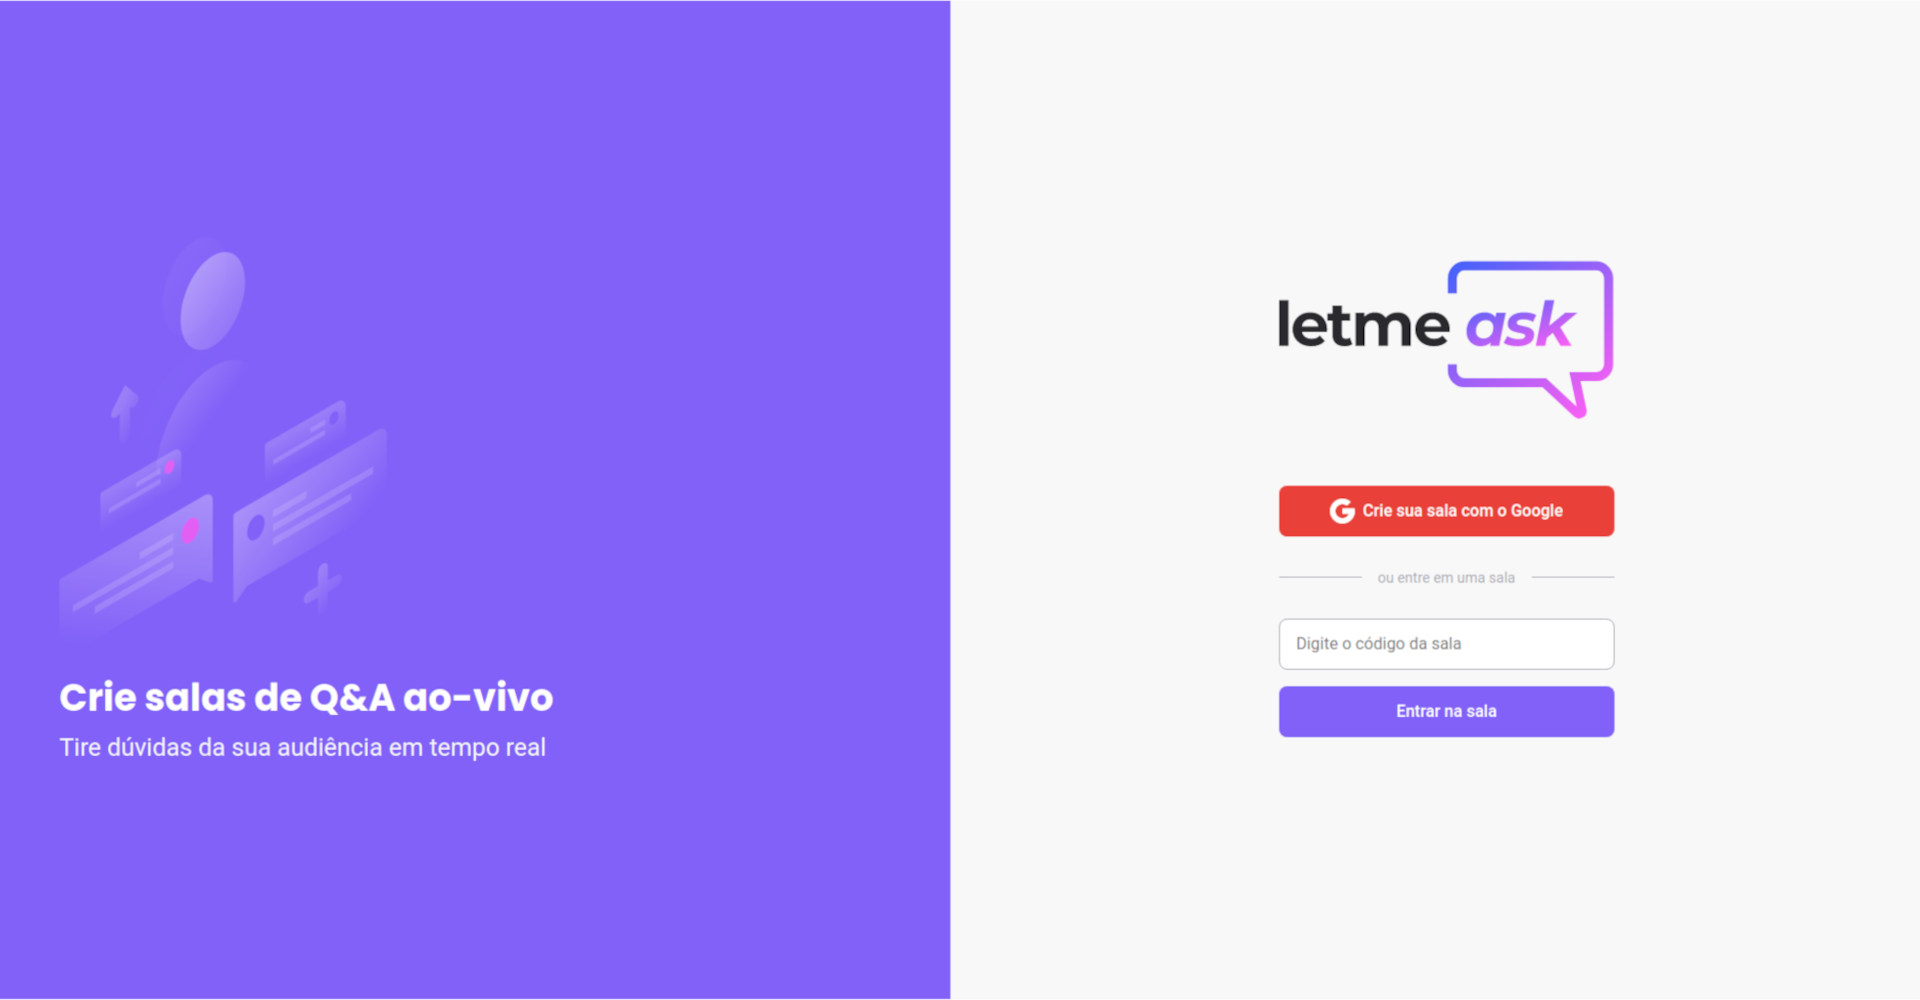 Crie salas de Q&A ao-vivo
Tire dúvidas da sua audiência em tempo real
letme ask
Crie sua sala com o Google
ou entre em uma sala
Digite o código da sala
Entrar na sala